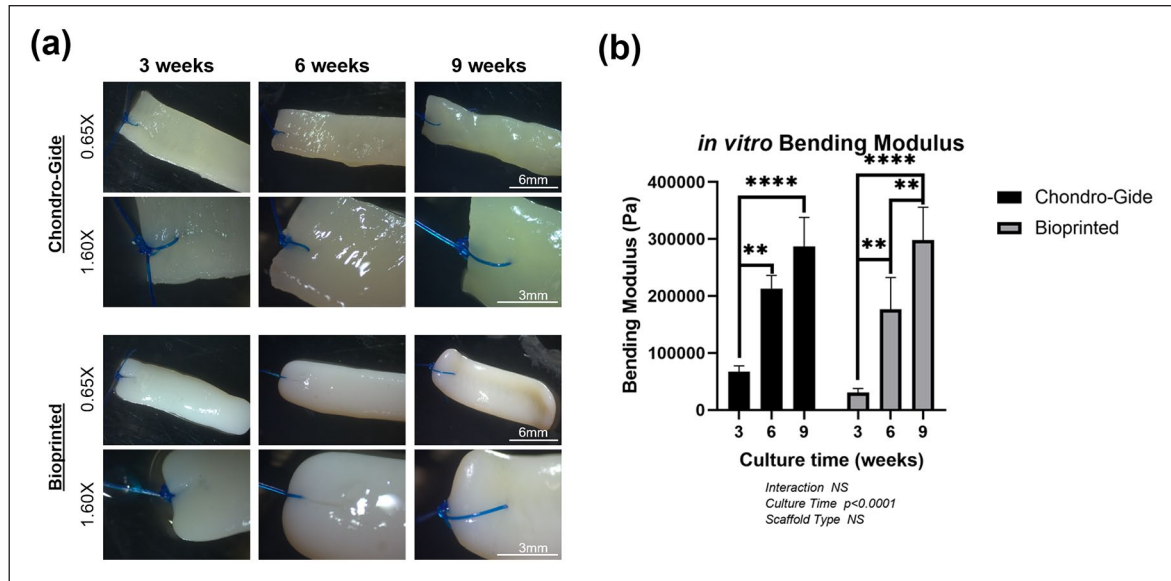 (a)
3 weeks 6 weeks 9 weeks
Chondro-Gide
0.65X
6mm
1.60X
3mm
Bioprinted
0.65X
6mm
1.60X
3mm
(b)
in vitro Bending Modulus
****
****
**
**
**
Bending Modulus (Pa)
400000
300000
200000
100000
0
3 6 9 3 6 9
Culture time (weeks)
Chondro-Gide
Bioprinted
Interaction NS
Culture Time p<0.0001
Scaffold Type NS